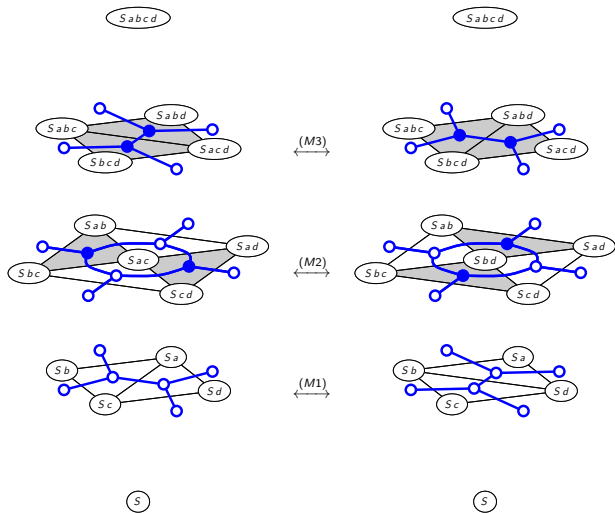 Sabcd Sabcd
Sabd Sabd
Sabc Sabc
(M3)
Sacd Sacd
Sbcd Sbcd
Sab Sab
Sad Sad
(M2)
Sac Sbd
Sbc Sbc
Scd Scd
Sa Sa
Sb Sb
(M1)
Sd Sd
Sc Sc
S S